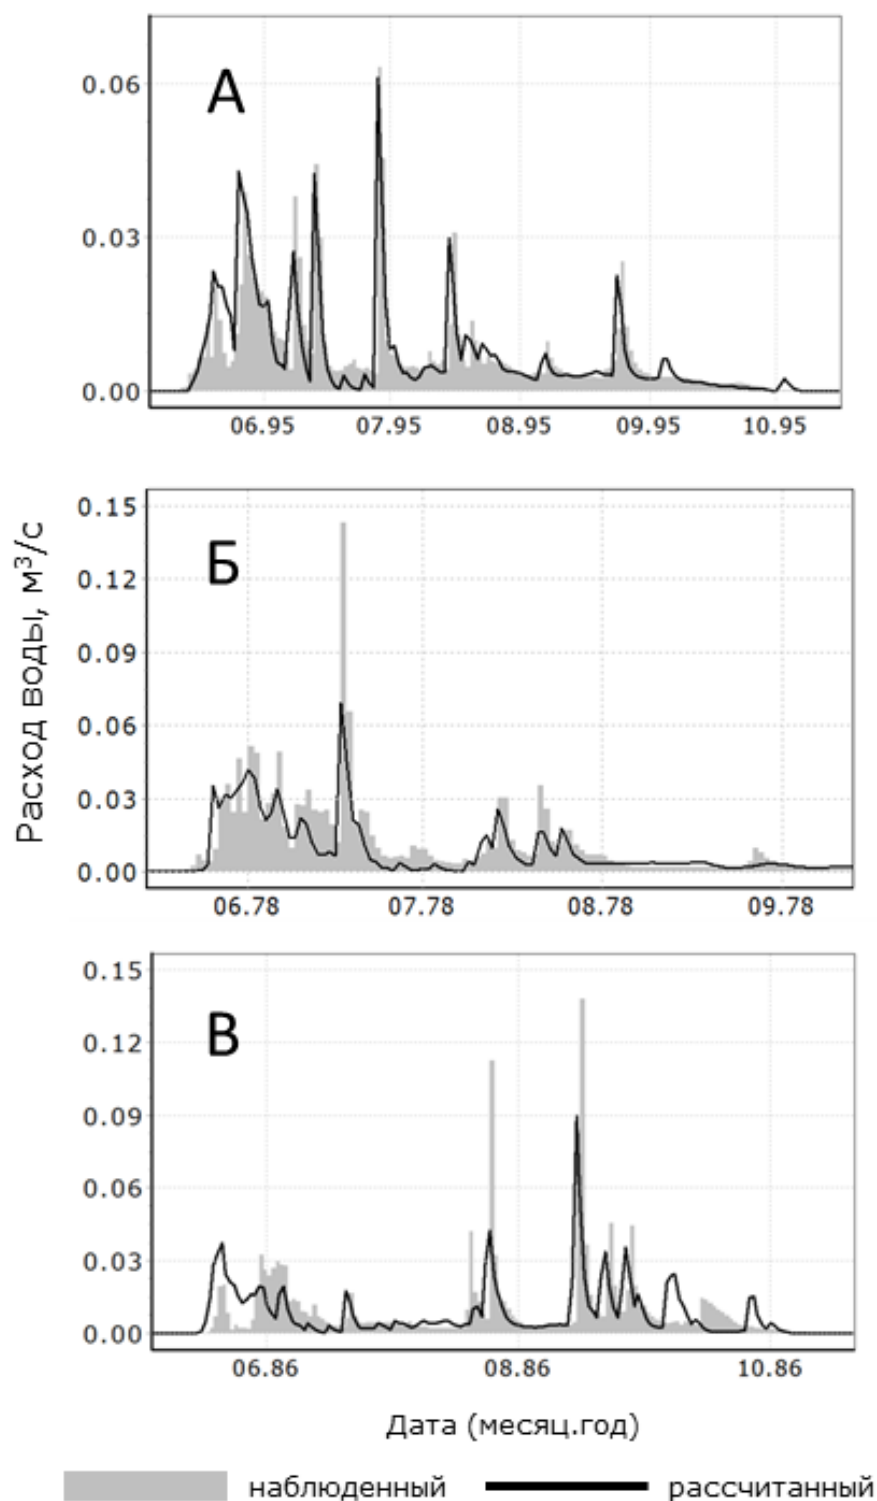 А
0.06
0.03
0.00
06.95 07.95 08.95 09.95 10.95
Расход воды, м³/с
Б
0.15
0.12
0.09
0.06
0.03
0.00
06.78 07.78 08.78 09.78
В
0.15
0.12
0.09
0.06
0.03
0.00
06.86 08.86 10.86
Дата (месяц.год)
наблюденный рассчитанный